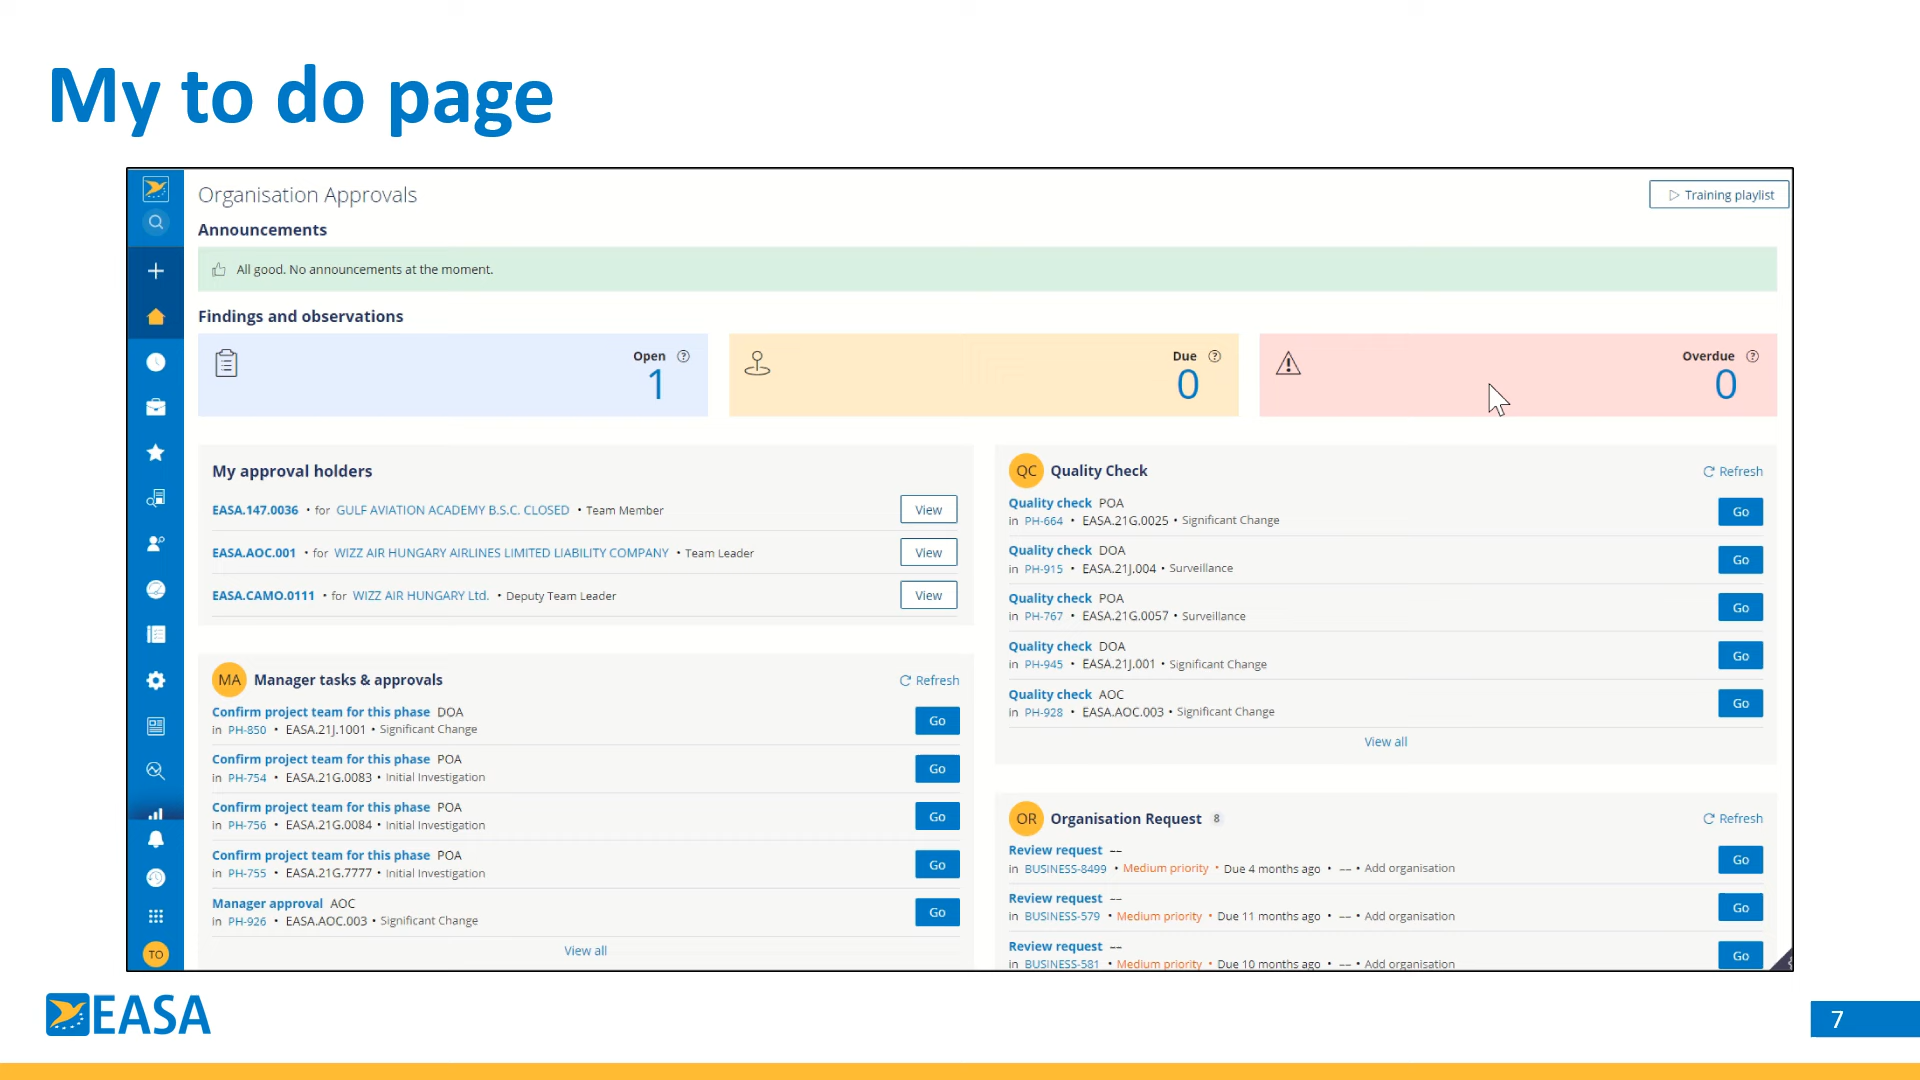 My to do page
Organisation Approvals
Training playlist
Announcements
All good. No announcements at the moment.
Findings and observations
Open
1
Due
0
Overdue
0
My approval holders
EASA.147.0036 • for GULF AVIATION ACADEMY B.S.C. CLOSED • Team Member
View
EASA.AOC.001 • for WIZZ AIR HUNGARY AIRLINES LIMITED LIABILITY COMPANY • Team Leader
View
EASA.CAMO.0111 • for WIZZ AIR HUNGARY Ltd. • Deputy Team Leader
View
MA Manager tasks & approvals
Refresh
Confirm project team for this phase DOA
in PH-850 • EASA.21J.1001 • Significant Change
Go
Confirm project team for this phase POA
in PH-754 • EASA.21G.0083 • Initial Investigation
Go
Confirm project team for this phase POA
in PH-756 • EASA.21G.0084 • Initial Investigation
Go
Confirm project team for this phase POA
in PH-755 • EASA.21G.7777 • Initial Investigation
Go
Manager approval AOC
in PH-926 • EASA.AOC.003 • Significant Change
Go
View all
QC Quality Check
Refresh
Quality check POA
in PH-664 • EASA.21G.0025 • Significant Change
Go
Quality check DOA
in PH-915 • EASA.21J.004 • Surveillance
Go
Quality check POA
in PH-767 • EASA.21G.0057 • Surveillance
Go
Quality check DOA
in PH-945 • EASA.21J.001 • Significant Change
Go
Quality check AOC
in PH-928 • EASA.AOC.003 • Significant Change
Go
View all
OR Organisation Request 8
Refresh
Review request --
in BUSINESS-8499 • Medium priority • Due 4 months ago • -- • Add organisation
Go
Review request --
in BUSINESS-579 • Medium priority • Due 11 months ago • -- • Add organisation
Go
Review request --
in BUSINESS-581 • Medium priority • Due 10 months ago • -- • Add organisation
Go
TO
EASA
7